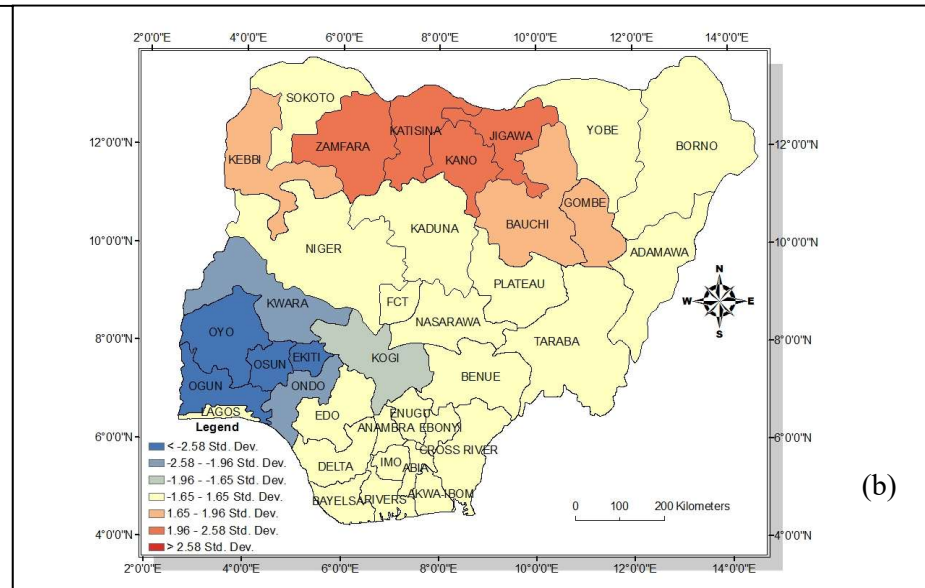 2°0'0"E 4°0'0"E 6°0'0"E 8°0'0"E 10°0'0"E 12°0'0"E 14°0'0"E
SOKOTO
12°0'0"N ZAMFARA KATISINA JIGAWA YOBE BORNO 12°0'0"N
KEBBI KANO
GOMBE
BAUCHI
10°0'0"N NIGER KADUNA ADAMAWA 10°0'0"N
PLATEAU
N
W E
S
KWARA FCT
NASARAWA
8°0'0"N OYO TARABA 8°0'0"N
OSUN EKITI KOGI
OGUN ONDO BENUE
LAGOS EDO ENUGU
Legend ANAMBRA EBONYI
6°0'0"N 6°0'0"N
CROSS RIVER
< -2.58 Std. Dev.
-2.58 - -1.96 Std. Dev. DELTA IMO ABIA
-1.96 - -1.65 Std. Dev.
-1.65 - 1.65 Std. Dev. BAYELSA RIVERS AKWA-IBOM
1.65 - 1.96 Std. Dev.
1.96 - 2.58 Std. Dev.
> 2.58 Std. Dev.
0 100 200 Kilometers
(b)
4°0'0"N 4°0'0"N
2°0'0"E 4°0'0"E 6°0'0"E 8°0'0"E 10°0'0"E 12°0'0"E 14°0'0"E